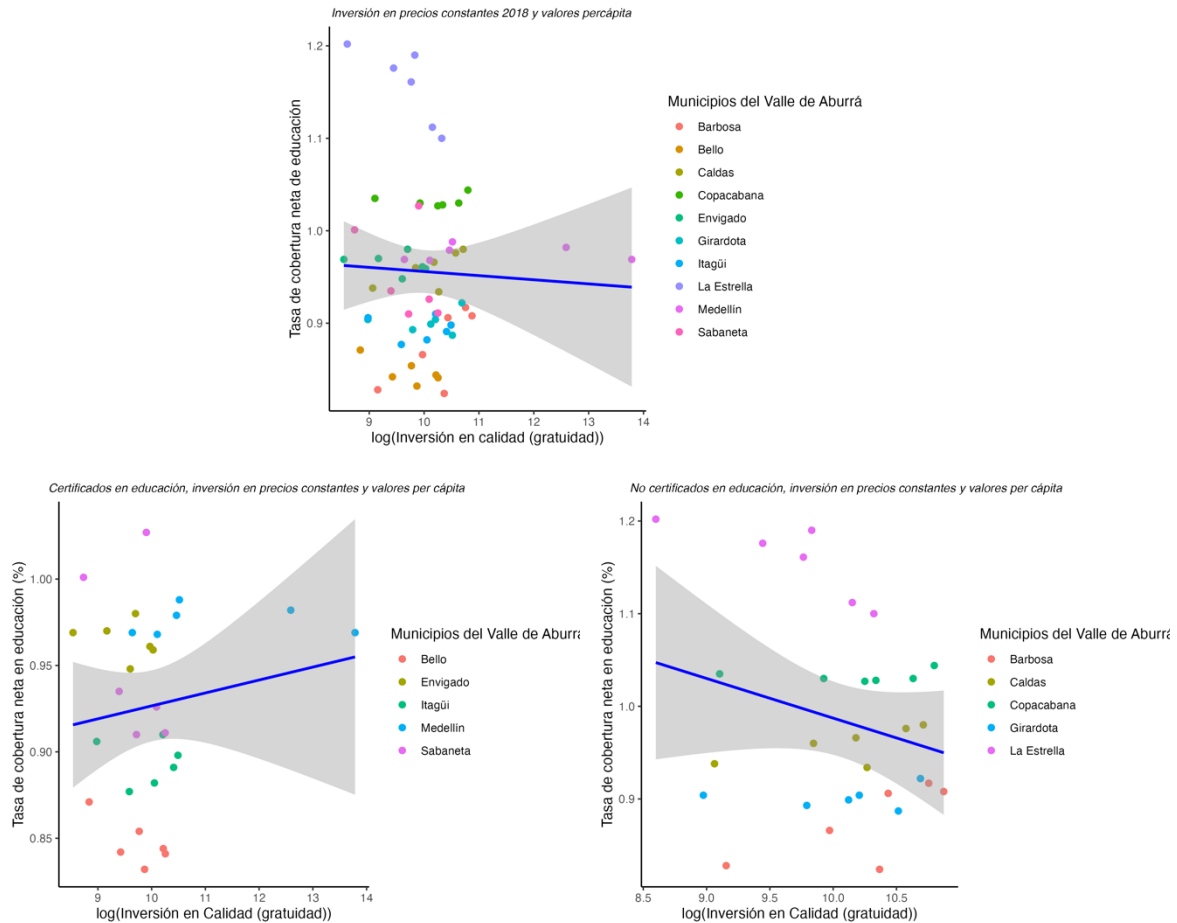 Inversión en precios constantes 2018 y valores percápita
Tasa de cobertura neta de educación
1.2
1.1
1.0
0.9
9
10
11
12
13
14
log(Inversión en calidad (gratuidad))
Municipios del Valle de Aburrá
Barbosa
Bello
Caldas
Copacabana
Envigado
Girardota
Itagüi
La Estrella
Medellín
Sabaneta
Certificados en educación, inversión en precios constantes y valores per cápita
Tasa de cobertura neta en educación (%)
1.00
0.95
0.90
0.85
9
10
11
12
13
14
log(Inversión en Calidad (gratuidad))
Municipios del Valle de Aburrá
Bello
Envigado
Itagüi
Medellín
Sabaneta
No certificados en educación, inversión en precios constantes y valores per cápita
Tasa de cobertura neta en educación (%)
1.2
1.1
1.0
0.9
8.5
9.0
9.5
10.0
10.5
log(Inversión en Calidad (gratuidad))
Municipios del Valle de Aburrá
Barbosa
Caldas
Copacabana
Girardota
La Estrella